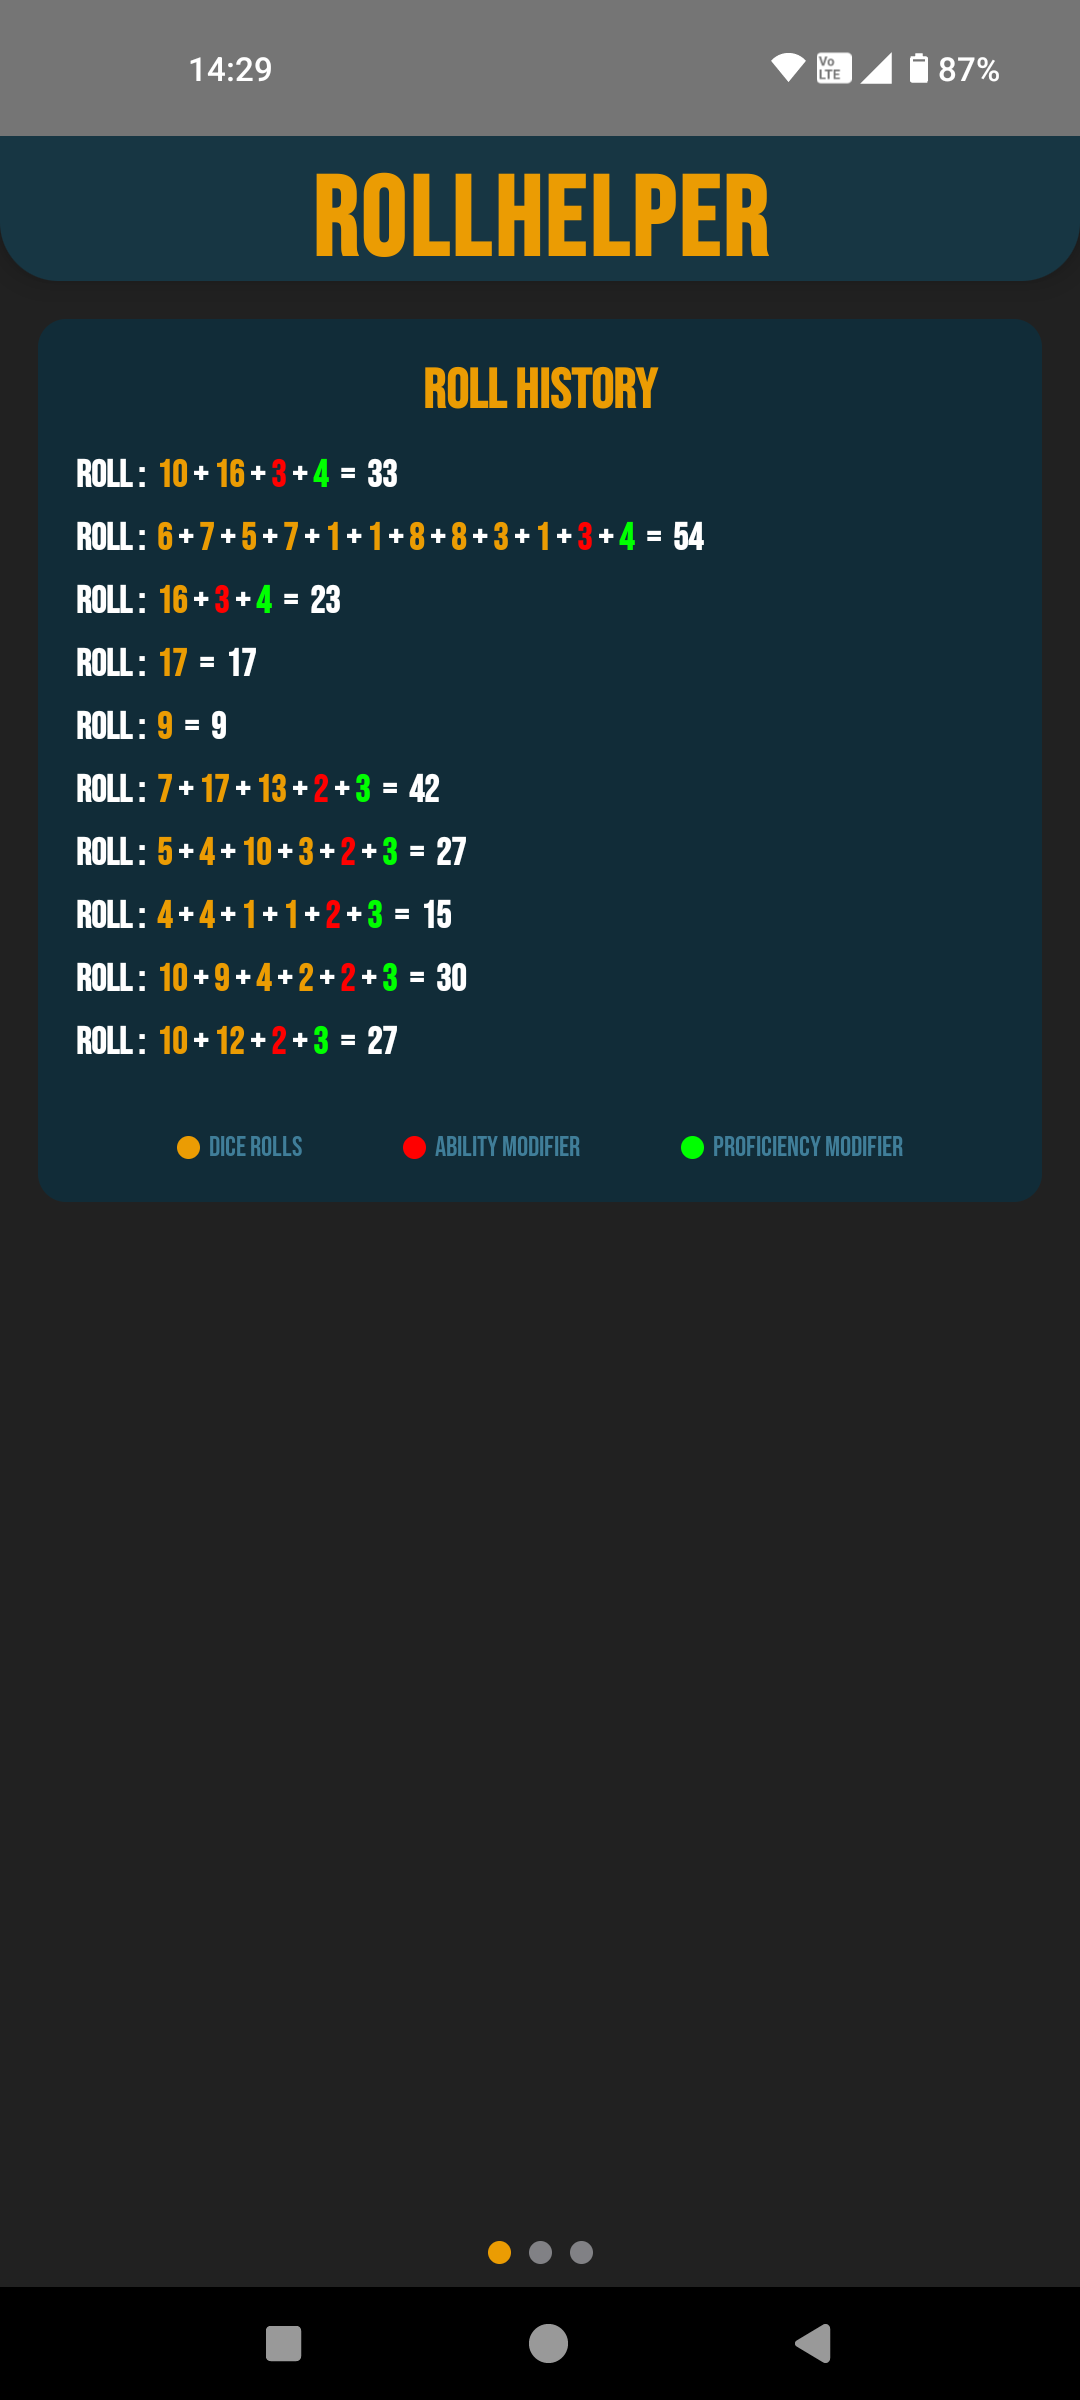 14:29 Vo LTE 87%
ROLLHELPER
ROLL HISTORY
ROLL: 10 + 16 + 3 + 4 = 33
ROLL: 6 + 7 + 5 + 7 + 1 + 1 + 8 + 8 + 3 + 1 + 3 + 4 = 54
ROLL: 16 + 3 + 4 = 23
ROLL: 17 = 17
ROLL: 9 = 9
ROLL: 7 + 17 + 13 + 2 + 3 = 42
ROLL: 5 + 4 + 10 + 3 + 2 + 3 = 27
ROLL: 4 + 4 + 1 + 1 + 2 + 3 = 15
ROLL: 10 + 9 + 4 + 2 + 2 + 3 = 30
ROLL: 10 + 12 + 2 + 3 = 27
DICE ROLLS ABILITY MODIFIER PROFICIENCY MODIFIER